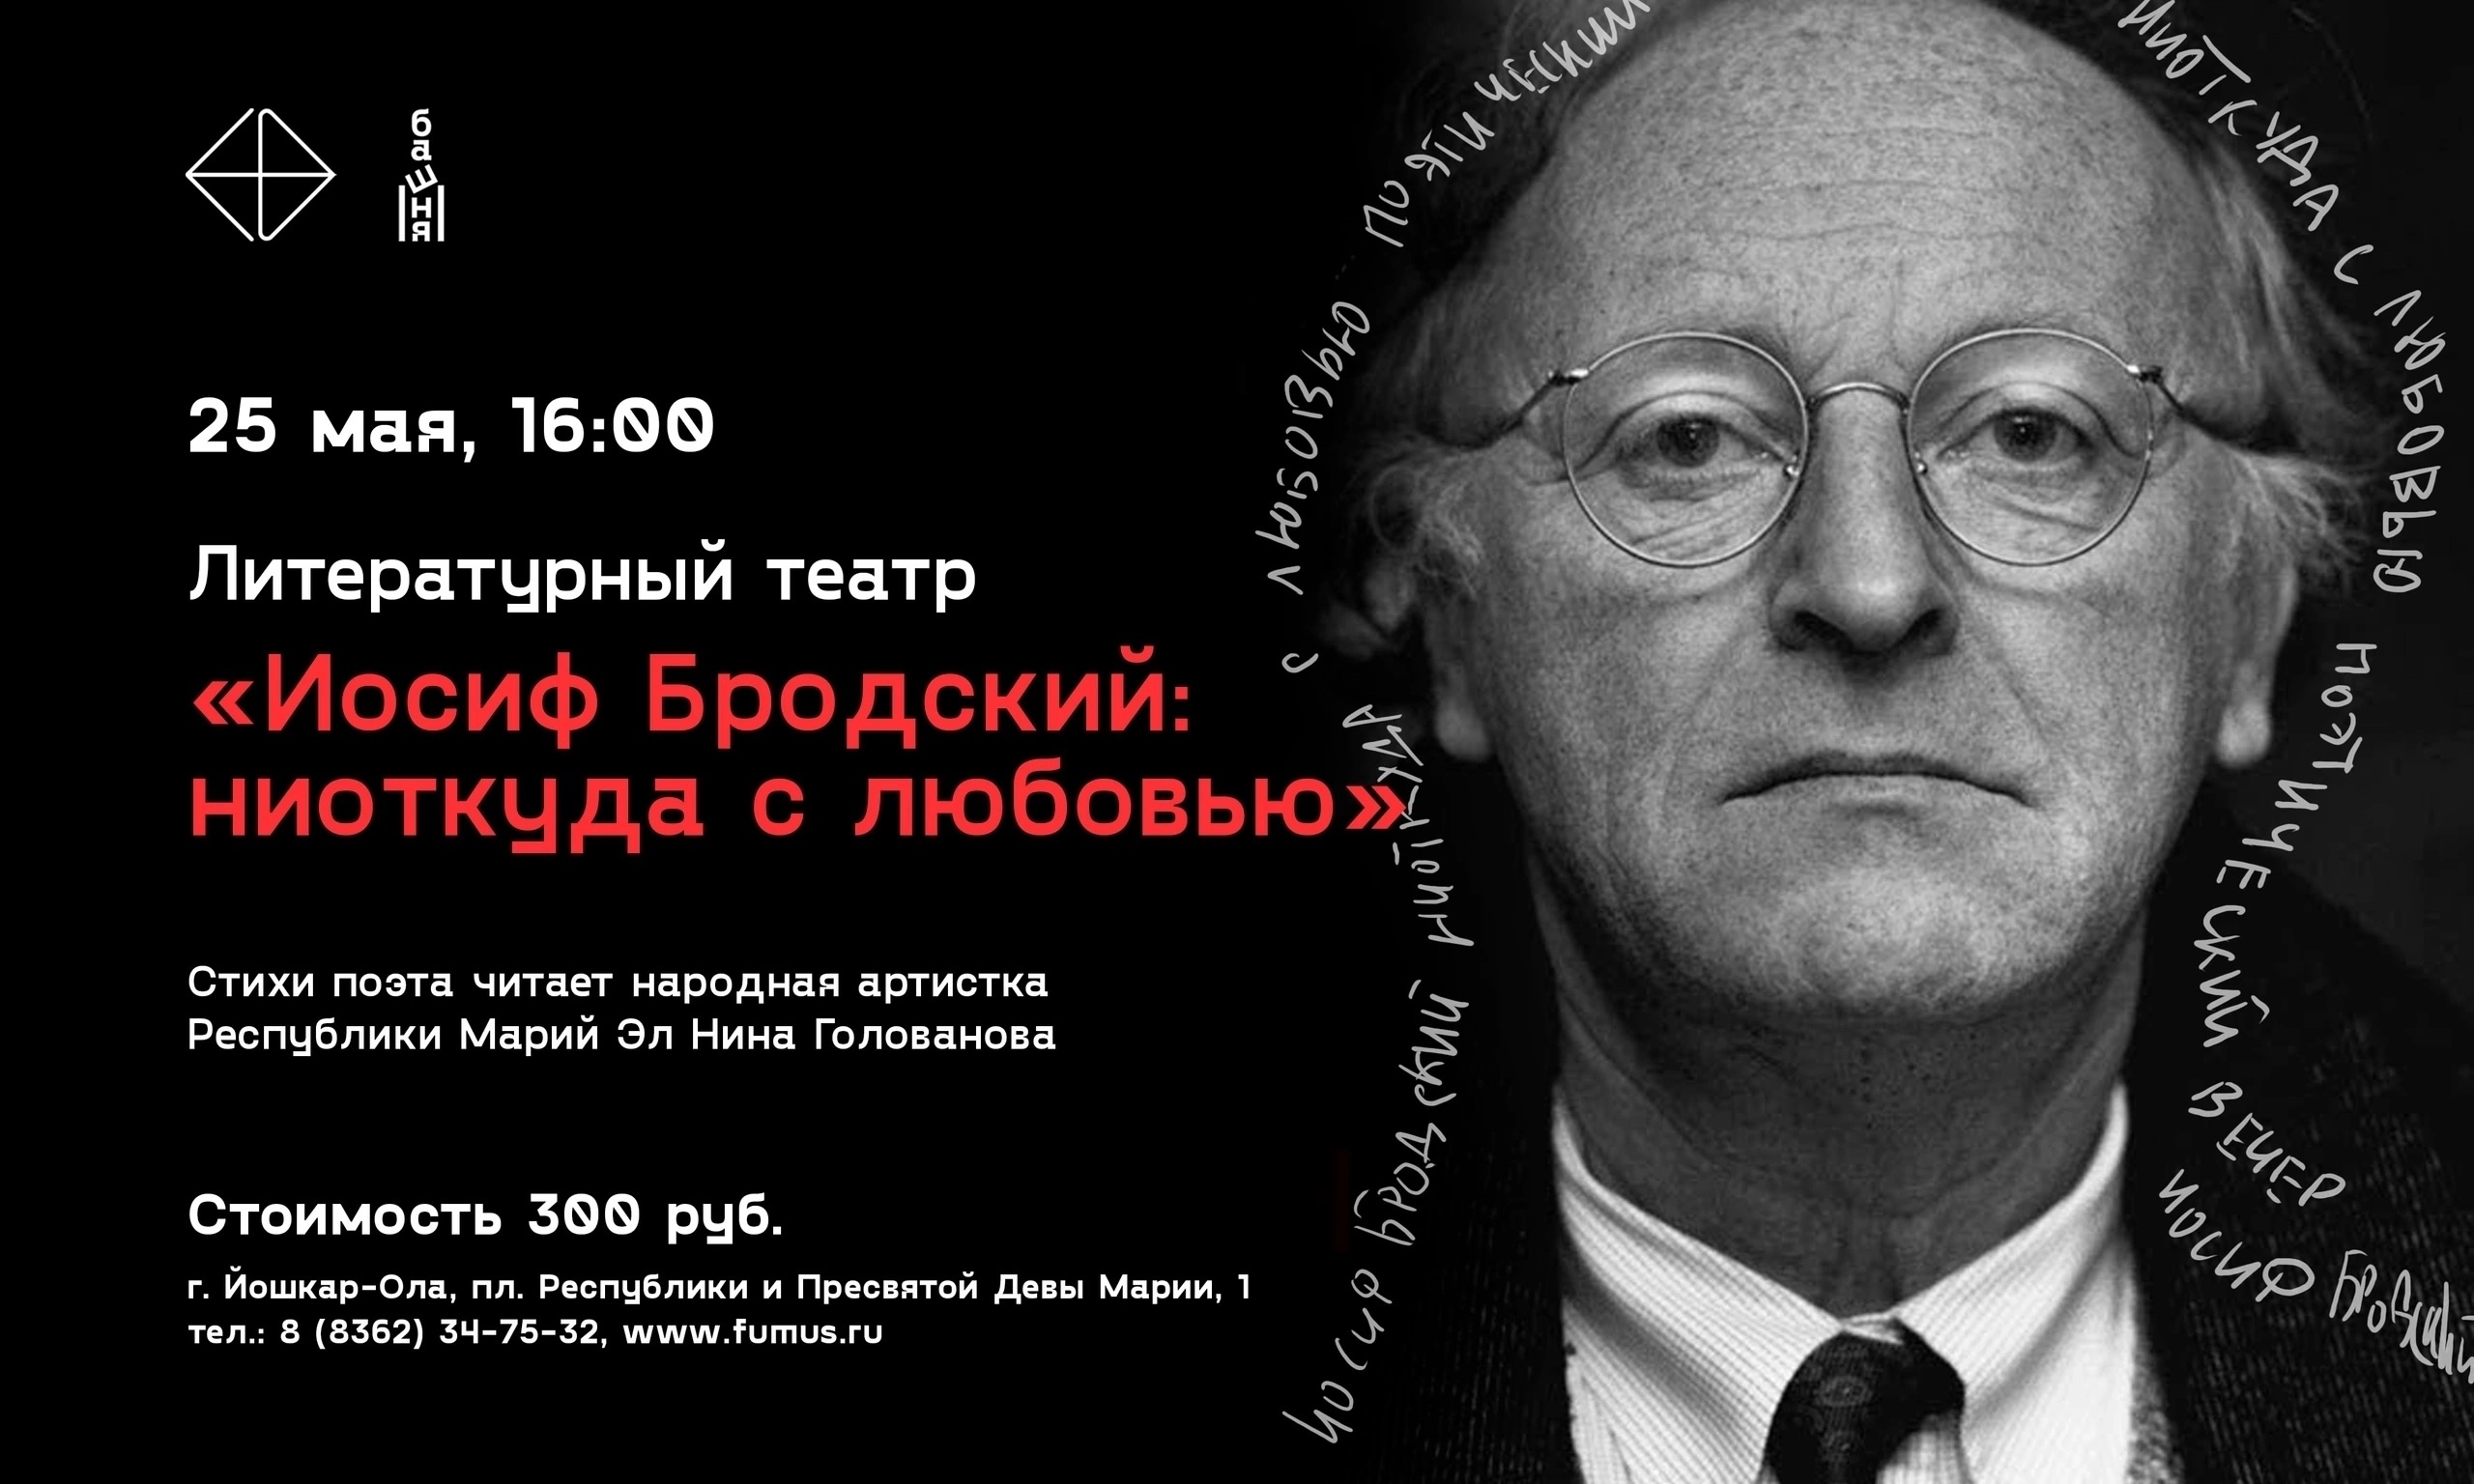 башня
25 мая, 16:00
Литературный театр
«Иосиф Бродский:
ниоткуда с любовью»
Стихи поэта читает народная артистка
Республики Марий Эл Нина Голованова
Стоимость 300 руб.
г. Йошкар-Ола, пл. Республики и Пресвятой Девы Марии, 1
тел.: 8 (8362) 34-75-32, www.fumus.ru
Иосиф Бродский ниоткуда с любовью поэтический
ниоткуда с любовью поэтический вечер
Иосиф Бродский